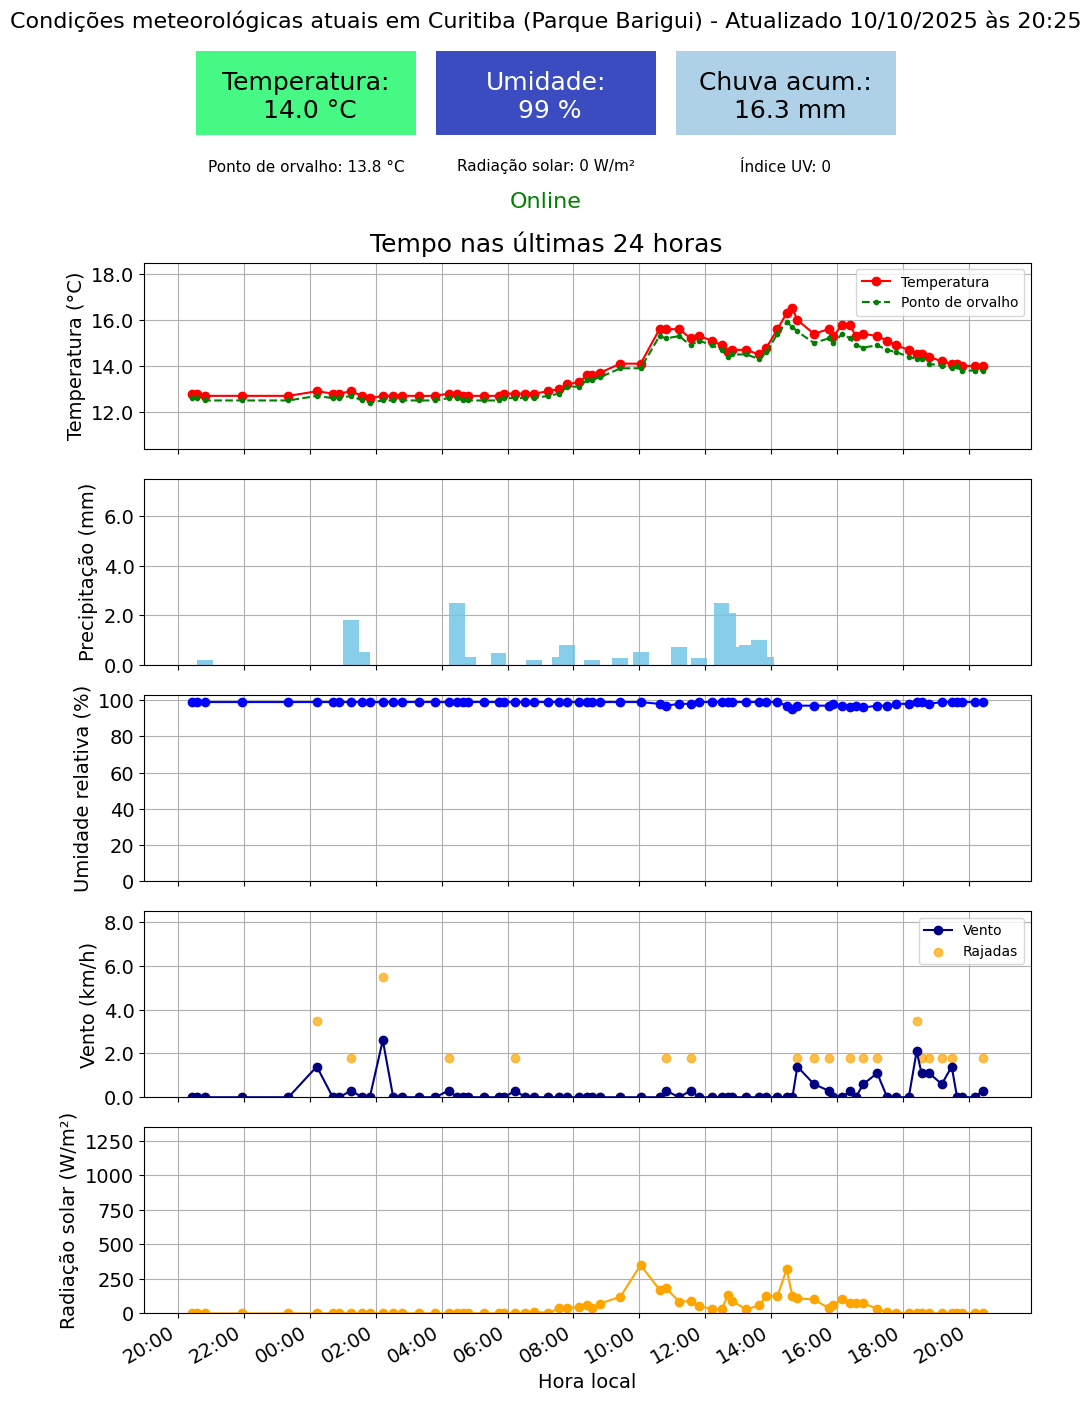 Condições meteorológicas atuais em Curitiba (Parque Barigui) - Atualizado 10/10/2025 às 20:25
Temperatura:
14.0 °C
Umidade:
99 %
Chuva acum.:
16.3 mm
Ponto de orvalho: 13.8 °C
Radiação solar: 0 W/m²
Índice UV: 0
Online
Tempo nas últimas 24 horas
Temperatura (°C)
18.0
16.0
14.0
12.0
Temperatura
Ponto de orvalho
Precipitação (mm)
6.0
4.0
2.0
0.0
Umidade relativa (%)
100
80
60
40
20
0
Vento (km/h)
8.0
6.0
4.0
2.0
0.0
Vento
Rajadas
Radiação solar (W/m²)
1250
1000
750
500
250
0
20:00 22:00 00:00 02:00 04:00 06:00 08:00 10:00 12:00 14:00 16:00 18:00 20:00
Hora local